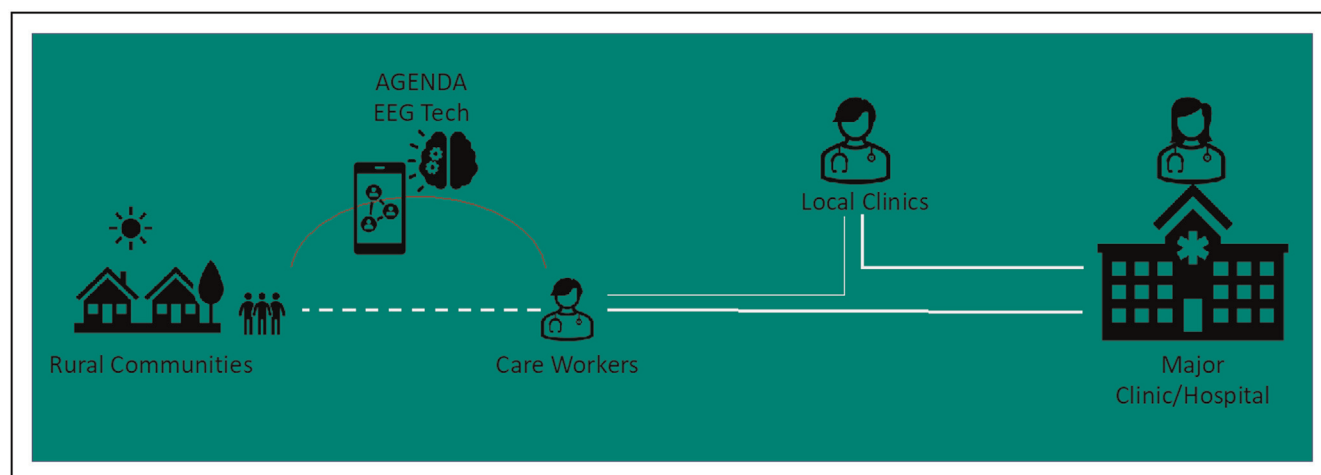 AGENDA
EEG Tech
Local Clinics
Rural Communities
Care Workers
Major
Clinic/Hospital